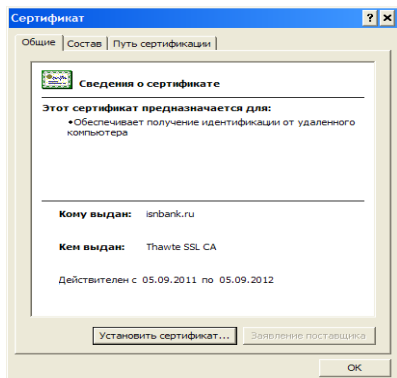 Сертификат
Общие Состав Путь сертификации
Сведения о сертификате
Этот сертификат предназначается для:
•Обеспечивает получение идентификации от удаленного
компьютера
Кому выдан: isnbank.ru
Кем выдан: Thawte SSL CA
Действителен с 05.09.2011 по 05.09.2012
Установить сертификат... Заявление поставщика
ОК